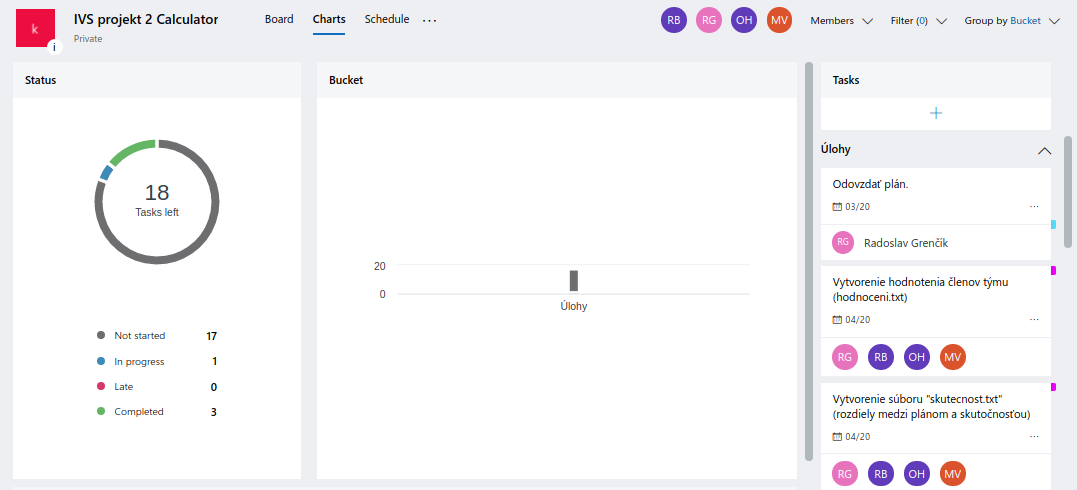 k
i
IVS projekt 2 Calculator
Private
Board
Charts
Schedule
...
RB
RG
OH
MV
Members
Filter (0)
Group by Bucket
Status
18
Tasks left
Not started 17
In progress 1
Late 0
Completed 3
Bucket
20
0
Úlohy
Tasks
+
Úlohy
Odovzdať plán.
03/20
...
RG Radoslav Grenčík
Vytvorenie hodnotenia členov týmu
(hodnoceni.txt)
04/20
...
RG RB OH MV
Vytvorenie súboru "skutecnost.txt"
(rozdiely medzi plánom a skutočnosťou)
04/20
...
RG RB OH MV